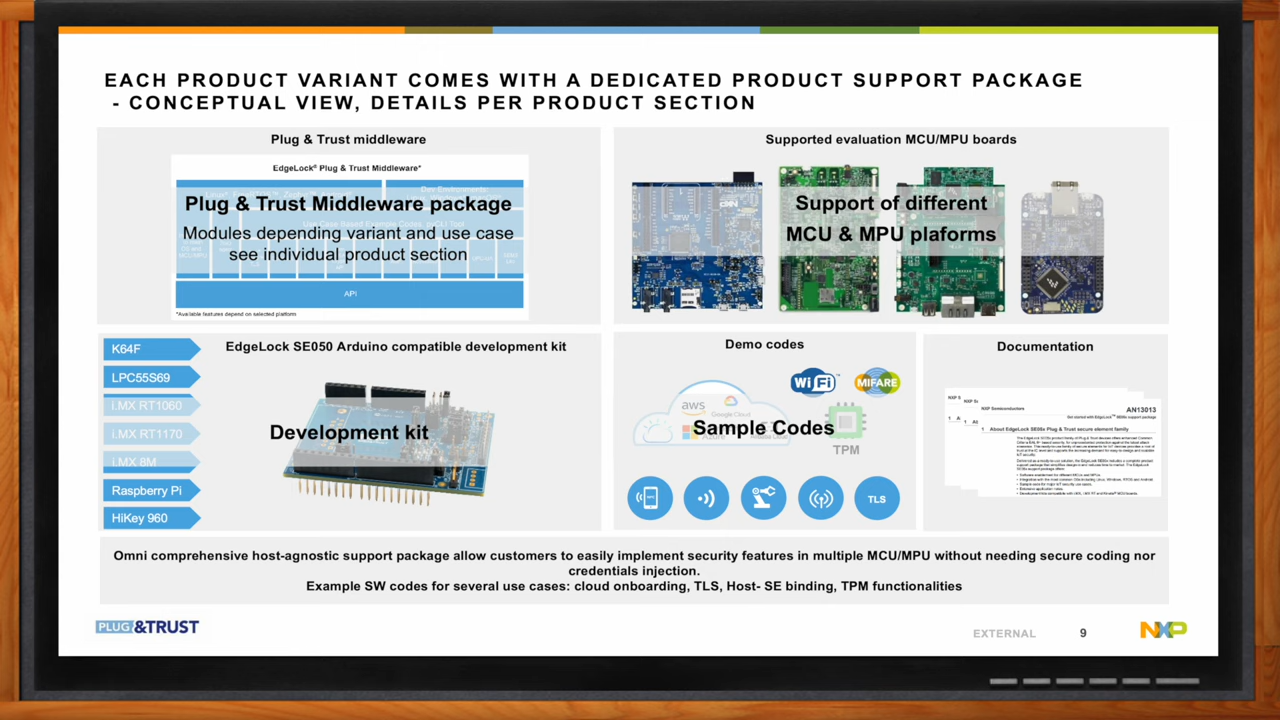 EACH PRODUCT VARIANT COMES WITH A DEDICATED PRODUCT SUPPORT PACKAGE
- CONCEPTUAL VIEW, DETAILS PER PRODUCT SECTION
Plug & Trust middleware
EdgeLock® Plug & Trust Middleware*
Plug & Trust Middleware package
Modules depending variant and use case
see individual product section
API
*Available features depend on selected platform
Supported evaluation MCU/MPU boards
Support of different
MCU & MPU plaforms
K64F
LPC55S69
i.MX RT1060
i.MX RT1170
i.MX 8M
Raspberry Pi
HiKey 960
EdgeLock SE050 Arduino compatible development kit
Development kit
Demo codes
WiFi™
MIFARE
aws
Google Cloud
Sample Codes
TPM
TLS
Documentation
NXP Semiconductors
AN13013
1 About EdgeLock SE05x Plug & Trust secure element family
Omni comprehensive host-agnostic support package allow customers to easily implement security features in multiple MCU/MPU without needing secure coding nor
credentials injection.
Example SW codes for several use cases: cloud onboarding, TLS, Host- SE binding, TPM functionalities
PLUG &TRUST
EXTERNAL
9
NXP